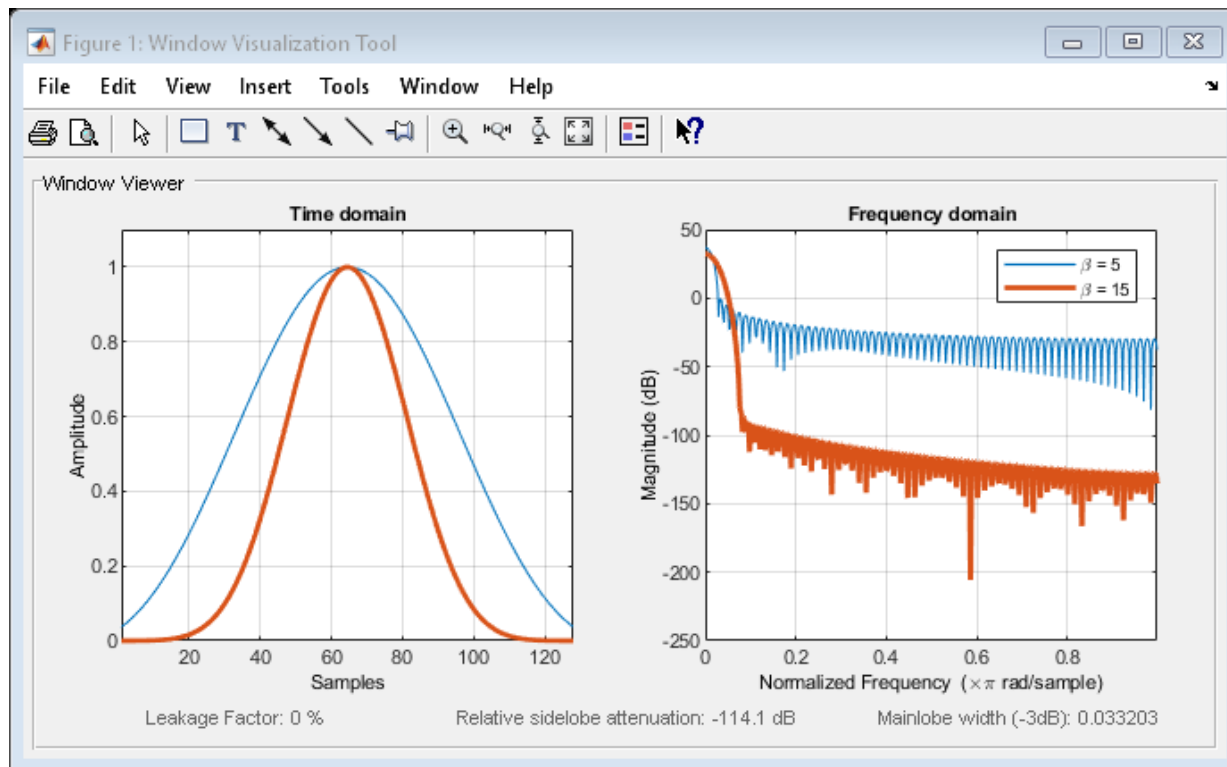 Figure 1: Window Visualization Tool
File Edit View Insert Tools Window Help
T
Window Viewer
Time domain
Amplitude
1
0.8
0.6
0.4
0.2
0
20 40 60 80 100 120
Samples
Frequency domain
Magnitude (dB)
50
0
-50
-100
-150
-200
-250
β = 5
β = 15
0 0.2 0.4 0.6 0.8
Normalized Frequency (×π rad/sample)
Leakage Factor: 0 % Relative sidelobe attenuation: -114.1 dB Mainlobe width (-3dB): 0.033203